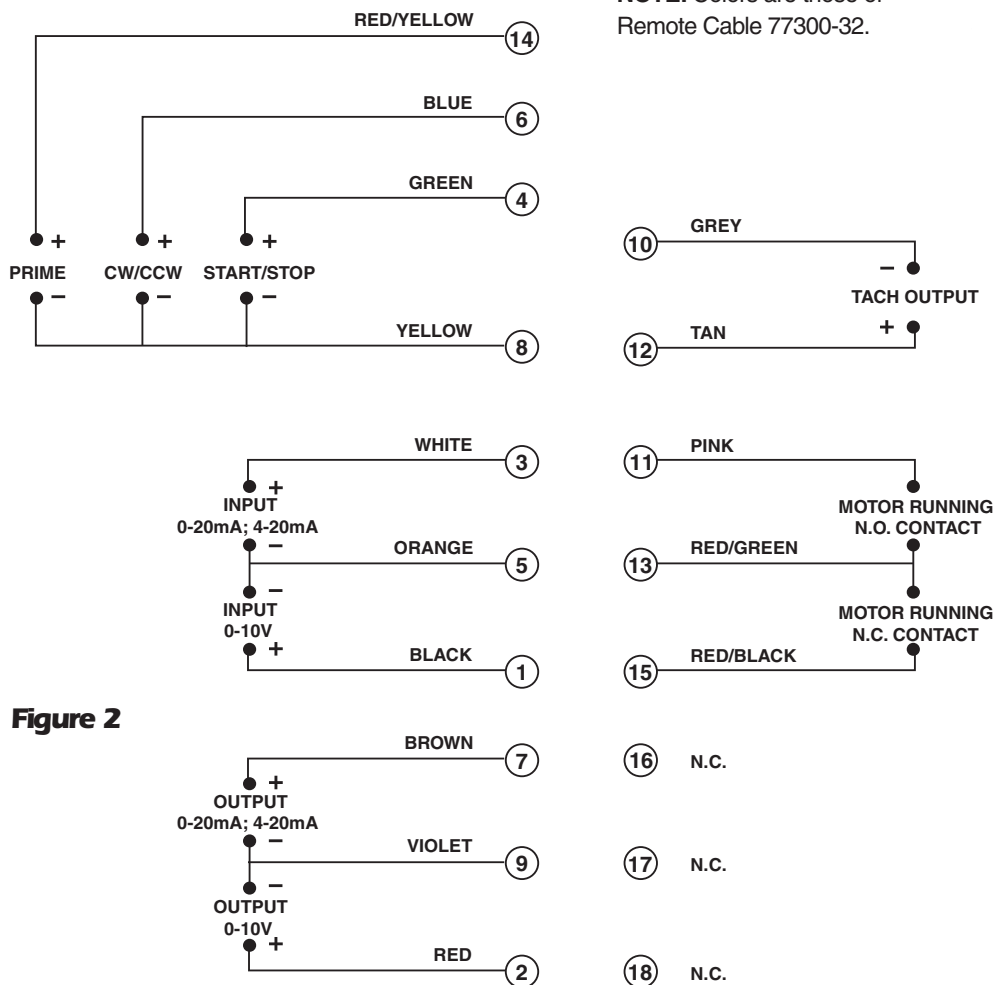 NOTE: Colors are those of
Remote Cable 77300-32.
RED/YELLOW
14
BLUE
6
GREEN
4
+ + +
PRIME CW/CCW START/STOP
− − −
YELLOW
8
10
GREY
−
TACH OUTPUT
+
12
TAN
WHITE
3
+
INPUT
0-20mA; 4-20mA
−
ORANGE
5
−
INPUT
0-10V
+
BLACK
1
11
PINK
MOTOR RUNNING
N.O. CONTACT
13
RED/GREEN
MOTOR RUNNING
N.C. CONTACT
15
RED/BLACK
Figure 2
BROWN
7
+
OUTPUT
0-20mA; 4-20mA
−
VIOLET
9
−
OUTPUT
0-10V
+
RED
2
16 N.C.
17 N.C.
18 N.C.